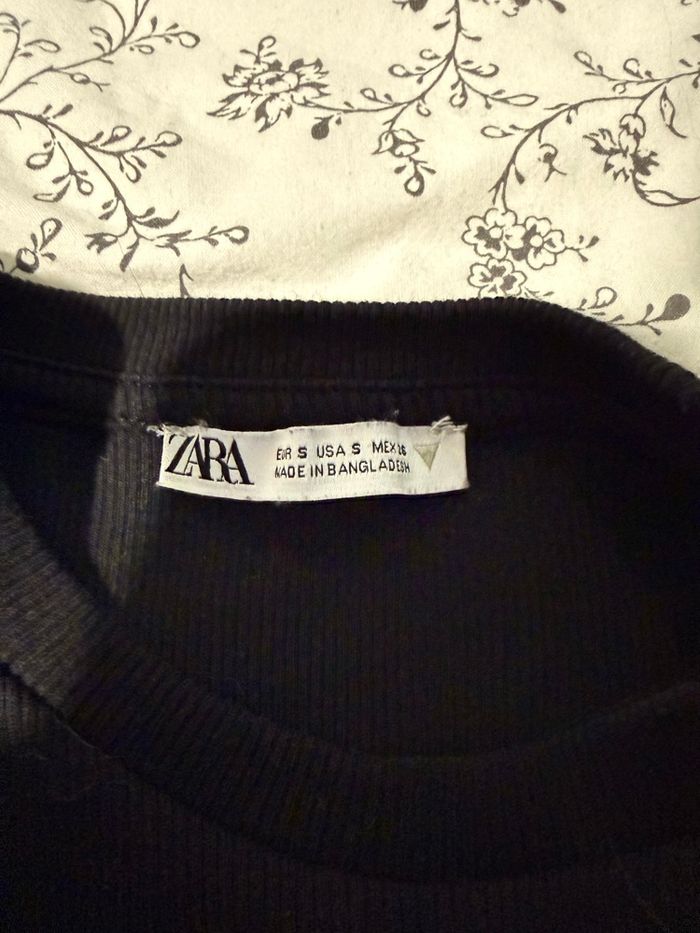 ZARA
EUR S USA S MEX 26
MADE IN BANGLADESH